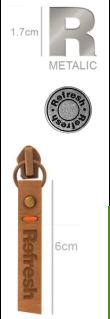 1.7cm
R
METALIC
Refresh • Refresh •
6cm
Refresh